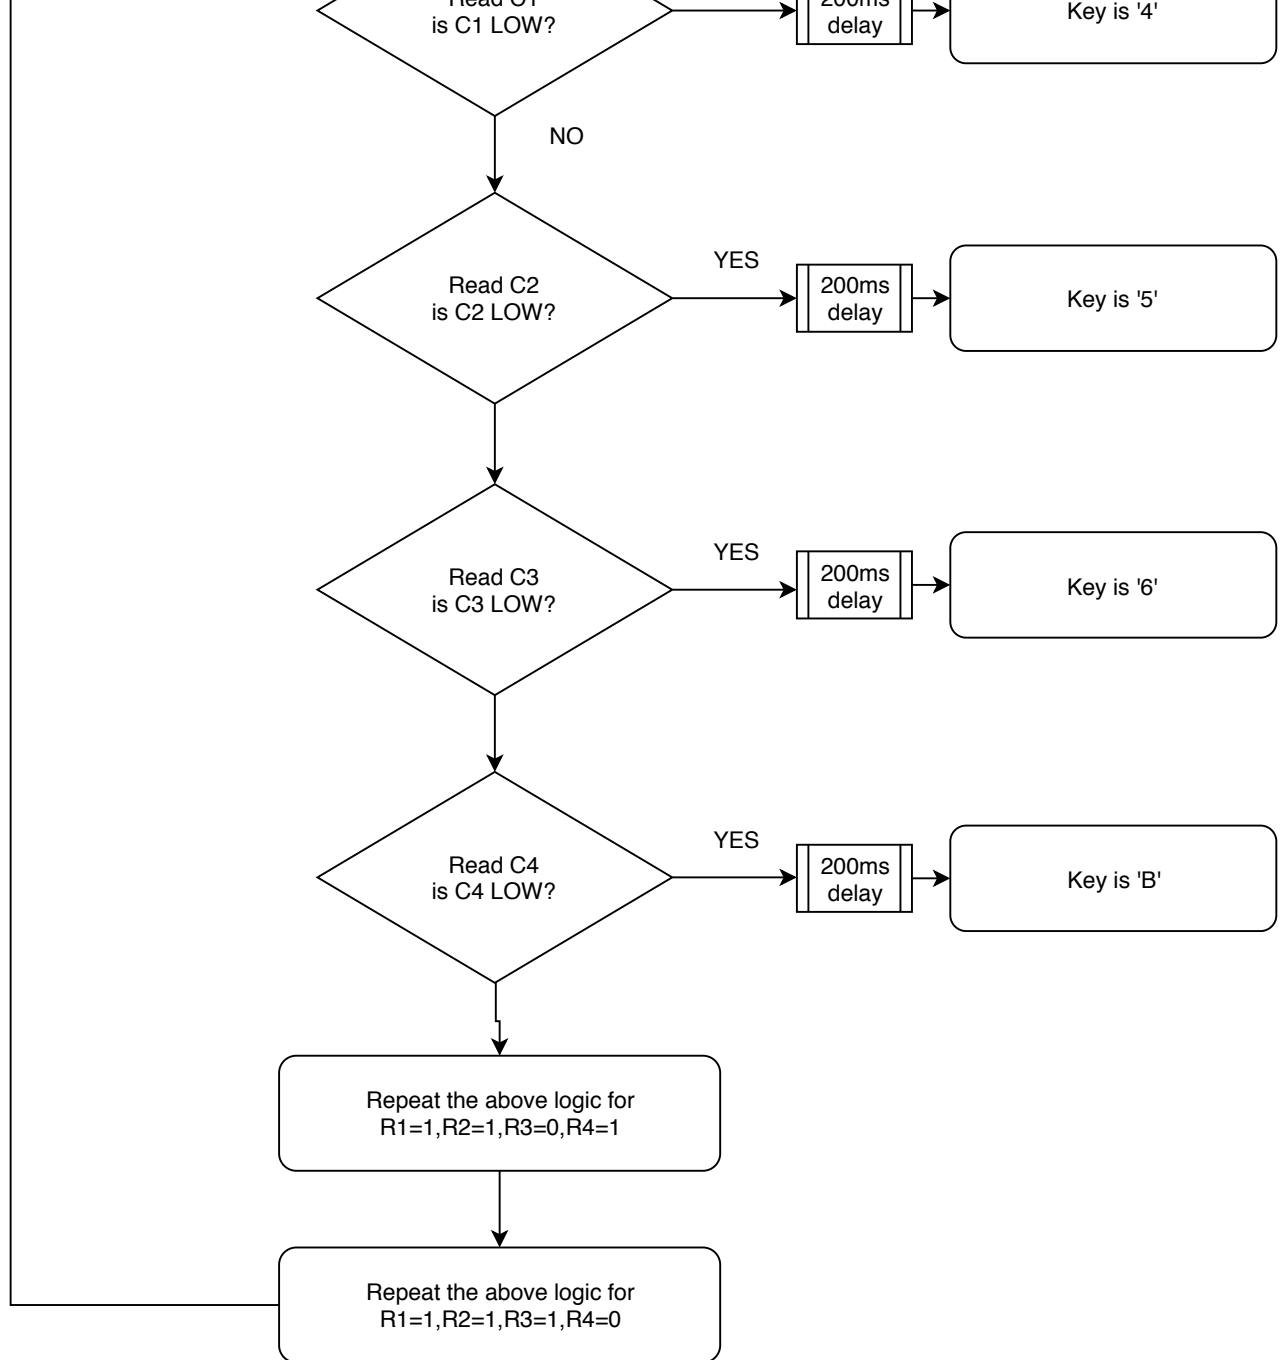 Read C1
is C1 LOW?
200ms
delay
Key is '4'
NO
Read C2
is C2 LOW?
YES
200ms
delay
Key is '5'
Read C3
is C3 LOW?
YES
200ms
delay
Key is '6'
Read C4
is C4 LOW?
YES
200ms
delay
Key is 'B'
Repeat the above logic for
R1=1,R2=1,R3=0,R4=1
Repeat the above logic for
R1=1,R2=1,R3=1,R4=0